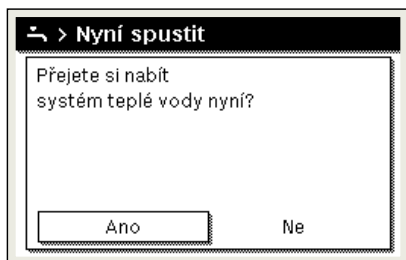 > Nyní spustit
Přejete si nabít
systém teplé vody nyní?
Ano Ne